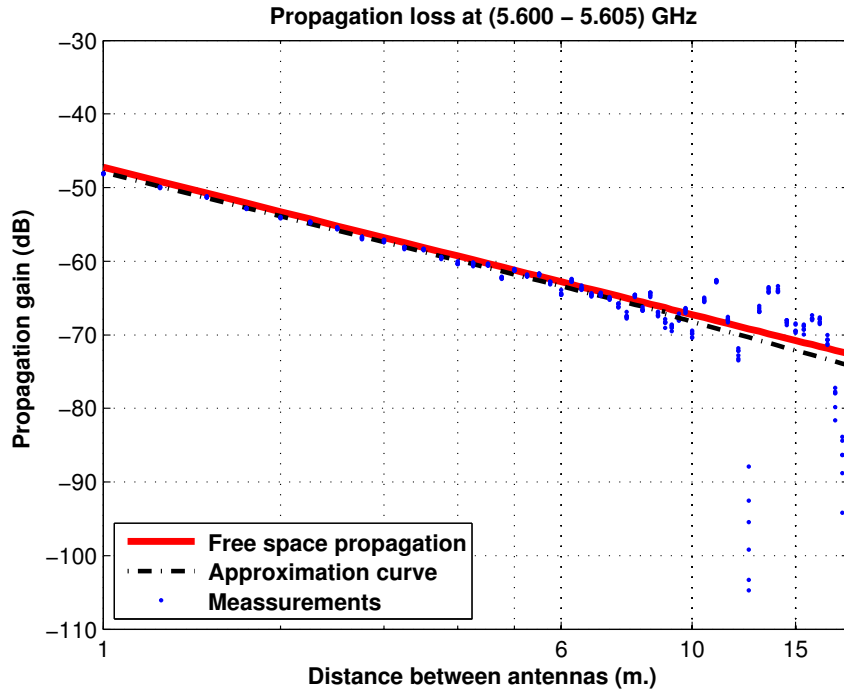 Propagation loss at (5.600 − 5.605) GHz
−30
−40
−50
−60
−70
−80
−90
−100
−110
Propagation gain (dB)
Free space propagation
Approximation curve
Meassurements
1
6
10
15
Distance between antennas (m.)